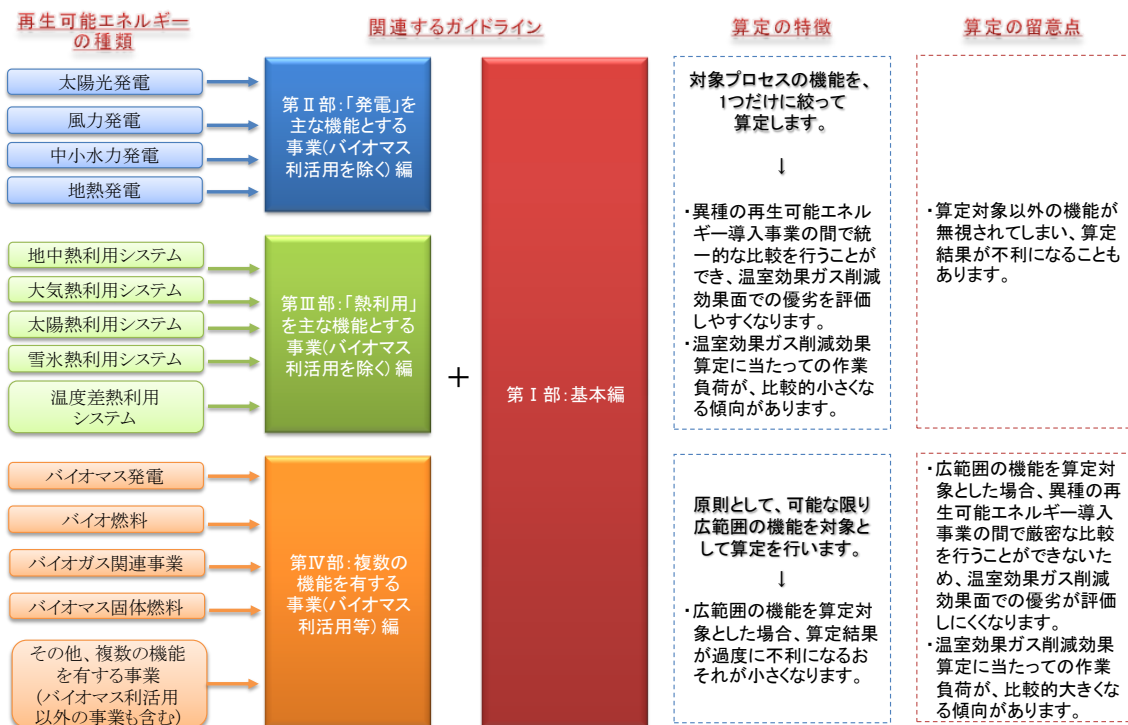 再生可能エネルギー
の種類
関連するガイドライン
算定の特徴
算定の留意点
太陽光発電
風力発電
中小水力発電
地熱発電
第Ⅱ部:「発電」を
主な機能とする
事業(バイオマス
利活用を除く)編
地中熱利用システム
大気熱利用システム
太陽熱利用システム
雪氷熱利用システム
温度差熱利用
システム
第Ⅲ部:「熱利用」
を主な機能とする
事業(バイオマス
利活用を除く)編
バイオマス発電
バイオ燃料
バイオガス関連事業
バイオマス固体燃料
その他、複数の機能
を有する事業
(バイオマス利活用
以外の事業も含む)
第Ⅳ部:複数の
機能を有する
事業(バイオマス
利活用等)編
+
第Ⅰ部:基本編
対象プロセスの機能を、
1つだけに絞って
算定します。
↓
・異種の再生可能エネル
ギー導入事業の間で統
一的な比較を行うことが
でき、温室効果ガス削減
効果面での優劣を評価
しやすくなります。
・温室効果ガス削減効果
算定に当たっての作業
負荷が、比較的小さくな
る傾向があります。
・算定対象以外の機能が
無視されてしまい、算定
結果が不利になることも
あります。
原則として、可能な限り
広範囲の機能を対象と
して算定を行います。
↓
・広範囲の機能を算定対
象とした場合、算定結果
が過度に不利になるお
それが小さくなります。
・広範囲の機能を算定対
象とした場合、異種の再
生可能エネルギー導入
事業の間で厳密な比較
を行うことができないた
め、温室効果ガス削減
効果面での優劣が評価
しにくくなります。
・温室効果ガス削減効果
算定に当たっての作業
負荷が、比較的大きくな
る傾向があります。